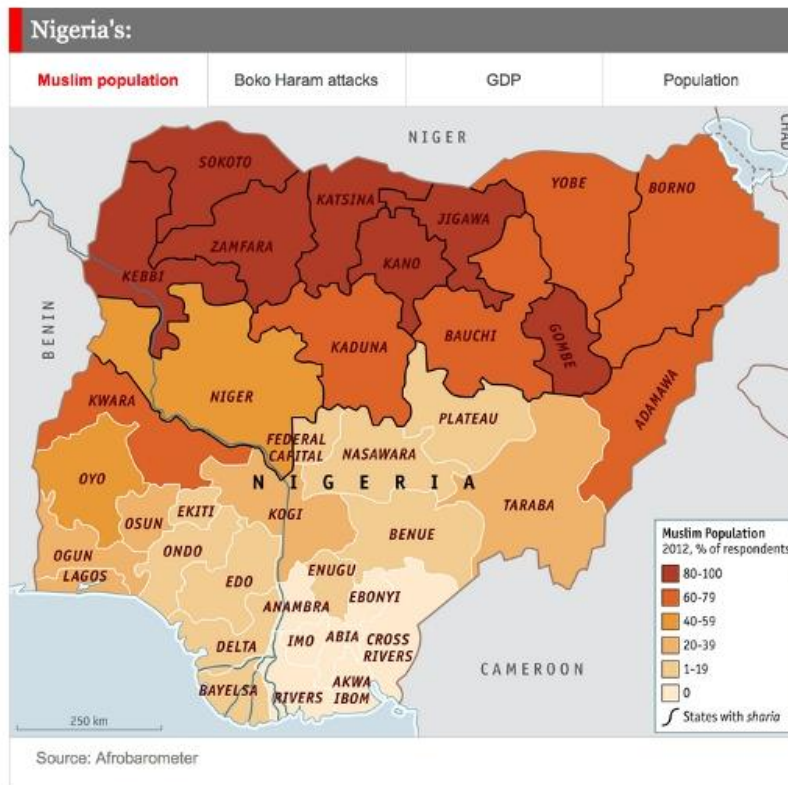 Nigeria's:
Muslim population
Boko Haram attacks
GDP
Population
NIGER
CHAD
SOKOTO
KATSINA
YOBE
BORNO
JIGAWA
ZAMFARA
KANO
KEBBI
BENIN
KADUNA
BAUCHI
GOMBE
NIGER
ADAMAWA
KWARA
PLATEAU
FEDERAL
CAPITAL
NASAWARA
OYO
NIGERIA
TARABA
KOGI
OSUN
EKITI
BENUE
OGUN
ONDO
LAGOS
EDO
ENUGU
EBONYI
ANAMBRA
DELTA
IMO
ABIA
CROSS
RIVERS
BAYELSA
RIVERS
AKWA
IBOM
CAMEROON
Muslim Population
2012, % of respondents
80-100
60-79
40-59
20-39
1-19
0
States with sharia
250 km
Source: Afrobarometer